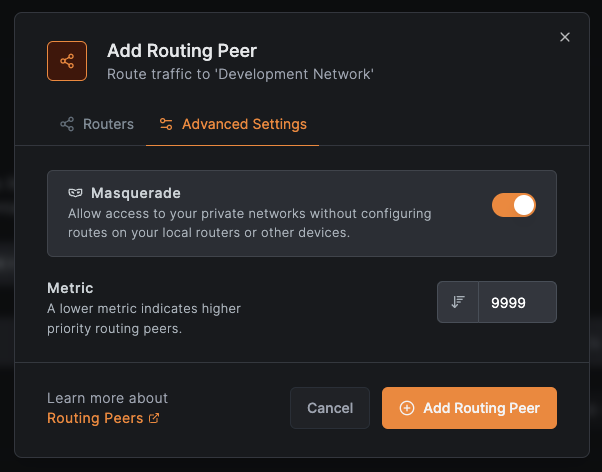 Add Routing Peer
Route traffic to 'Development Network'
Routers
Advanced Settings
Masquerade
Allow access to your private networks without configuring
routes on your local routers or other devices.
Metric
A lower metric indicates higher
priority routing peers.
9999
Learn more about
Routing Peers
Cancel
Add Routing Peer